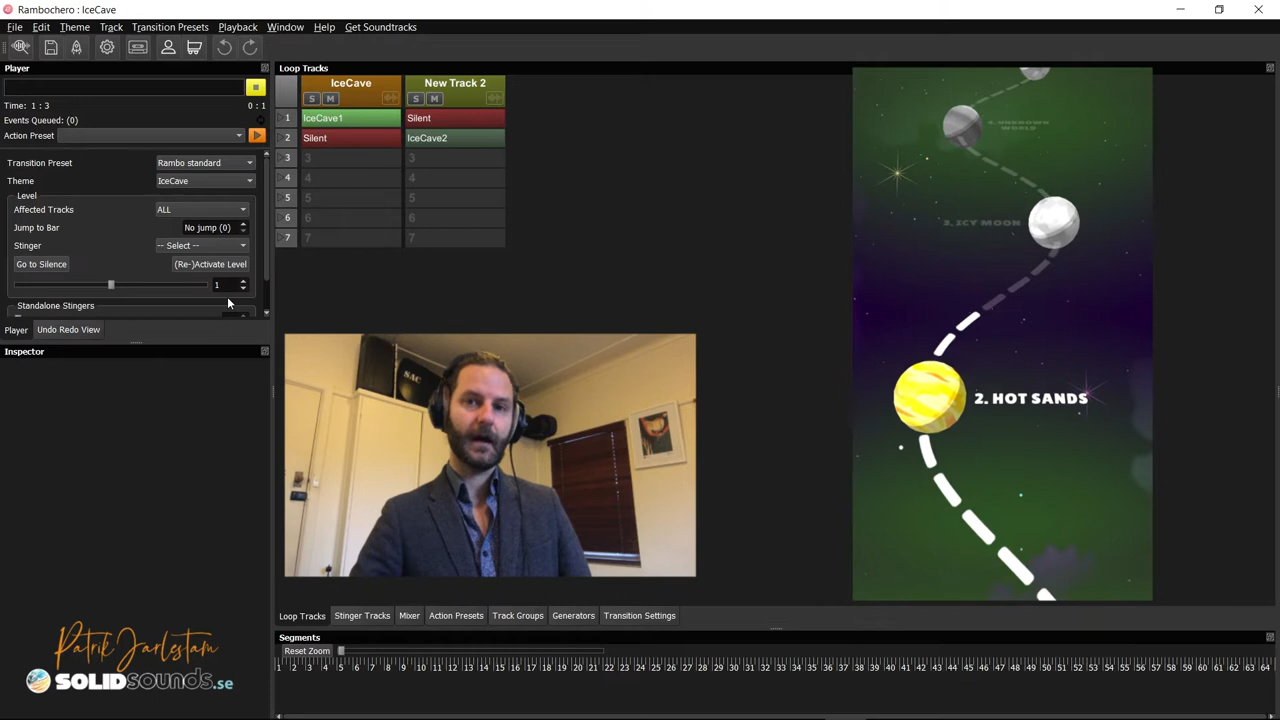 Rambochero : IceCave
File Edit Theme Track Transition Presets Playback Window Help Get Soundtracks
Player
Time: 1 : 3 0 : 1
Events Queued: (0)
Action Preset
Transition Preset Rambo standard
Theme IceCave
Level
Affected Tracks ALL
Jump to Bar No jump (0)
Stinger -- Select --
Go to Silence (Re-)Activate Level
1
Standalone Stingers
Player Undo Redo View
Inspector
Loop Tracks
IceCave New Track 2
S M S M
1 IceCave1 Silent
2 Silent IceCave2
3 3 3
4 4 4
5 5 5
6 6 6
7 7 7
SAC
4. UNKNOWN
WORLD
3. ICY MOON
2. HOT SANDS
Loop Tracks Stinger Tracks Mixer Action Presets Track Groups Generators Transition Settings
Segments
Reset Zoom
1 2 3 4 5 6 7 8 9 10 11 12 13 14 15 16 17 18 19 20 21 22 23 24 25 26 27 28 29 30 31 32 33 34 35 36 37 38 39 40 41 42 43 44 45 46 47 48 49 50 51 52 53 54 55 56 57 58 59 60 61 62 63 64
Patrik Jarlestam
SOLIDSOUNDS.se